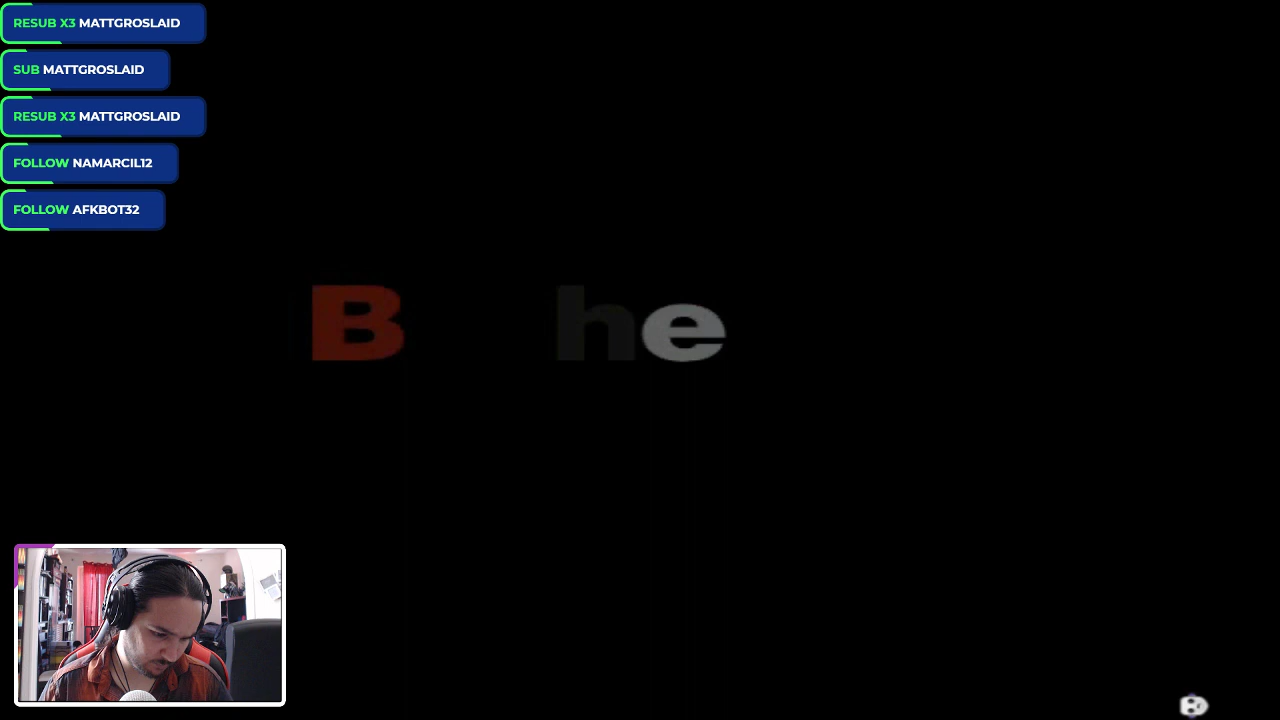 RESUB X3 MATTGROSLAID
SUB MATTGROSLAID
RESUB X3 MATTGROSLAID
FOLLOW NAMARCIL12
FOLLOW AFKBOT32
B he